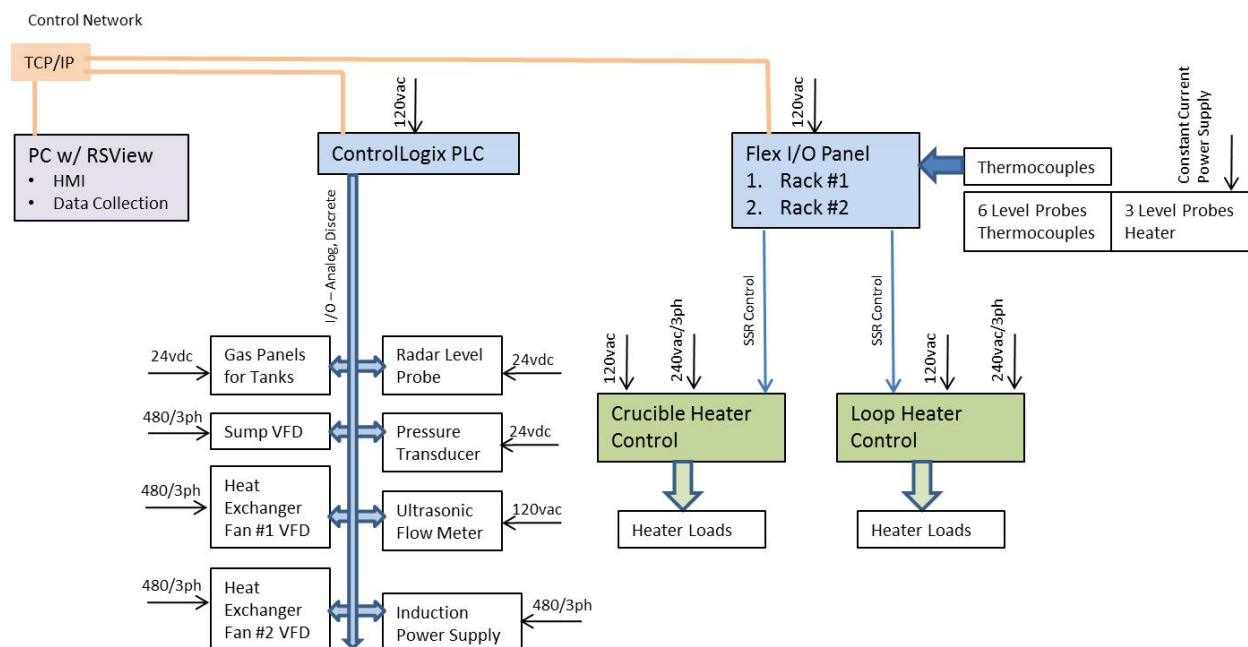 Control Network
TCP/IP
PC w/ RSView
• HMI
• Data Collection
120vac
ControlLogix PLC
120vac
Flex I/O Panel
1. Rack #1
2. Rack #2
Constant Current
Power Supply
Thermocouples
6 Level Probes
Thermocouples
3 Level Probes
Heater
I/O – Analog, Discrete
24vdc
Gas Panels
for Tanks
Radar Level
Probe
24vdc
480/3ph
Sump VFD
Pressure
Transducer
24vdc
480/3ph
Heat
Exchanger
Fan #1 VFD
Ultrasonic
Flow Meter
120vac
480/3ph
Heat
Exchanger
Fan #2 VFD
Induction
Power Supply
480/3ph
SSR Control
SSR Control
120vac
240vac/3ph
Crucible Heater
Control
Heater Loads
120vac
240vac/3ph
Loop Heater
Control
Heater Loads